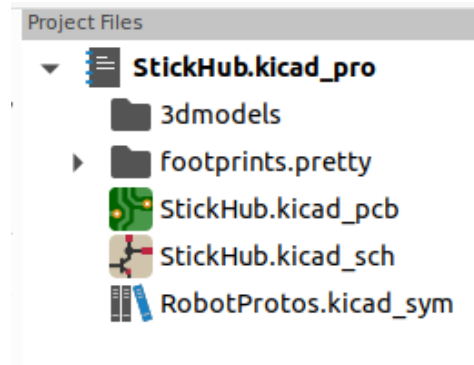 Project Files
StickHub.kicad_pro
3dmodels
footprints.pretty
StickHub.kicad_pcb
StickHub.kicad_sch
RobotProtos.kicad_sym